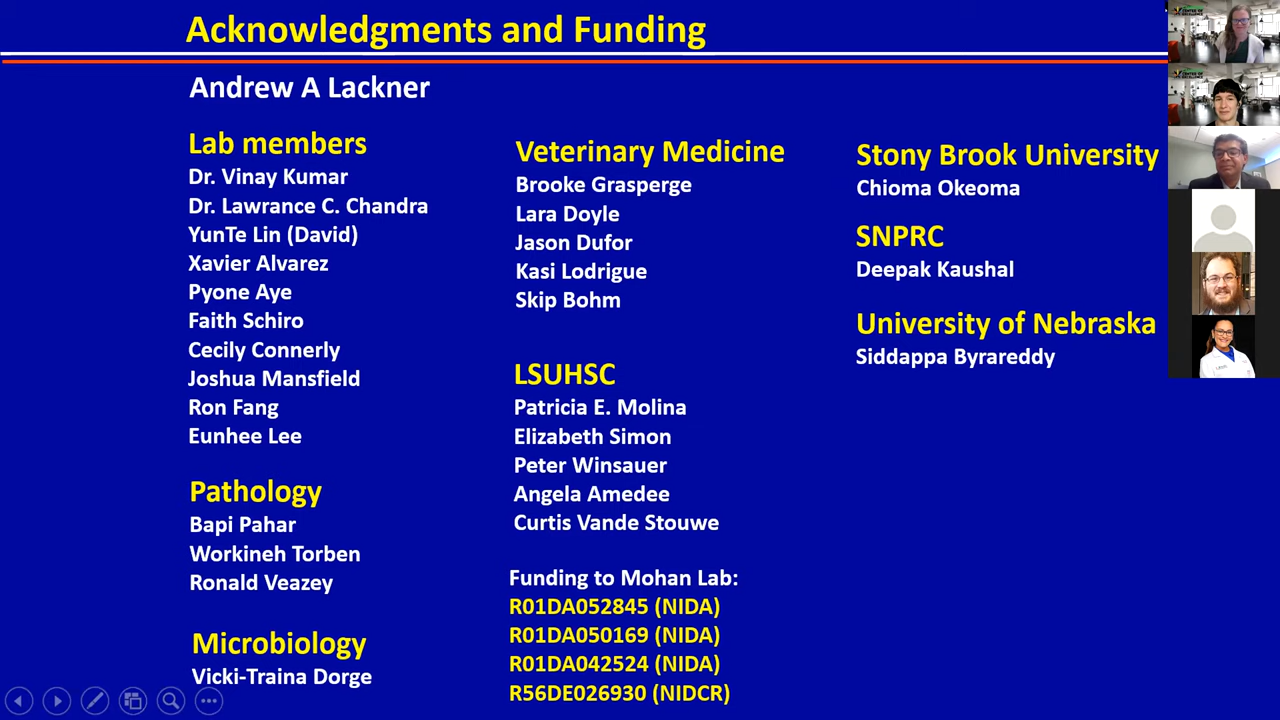 Acknowledgments and Funding
Andrew A Lackner
Lab members
Dr. Vinay Kumar
Dr. Lawrance C. Chandra
YunTe Lin (David)
Xavier Alvarez
Pyone Aye
Faith Schiro
Cecily Connerly
Joshua Mansfield
Ron Fang
Eunhee Lee
Pathology
Bapi Pahar
Workineh Torben
Ronald Veazey
Microbiology
Vicki-Traina Dorge
Veterinary Medicine
Brooke Grasperge
Lara Doyle
Jason Dufor
Kasi Lodrigue
Skip Bohm
LSUHSC
Patricia E. Molina
Elizabeth Simon
Peter Winsauer
Angela Amedee
Curtis Vande Stouwe
Funding to Mohan Lab:
R01DA052845 (NIDA)
R01DA050169 (NIDA)
R01DA042524 (NIDA)
R56DE026930 (NIDCR)
Stony Brook University
Chioma Okeoma
SNPRC
Deepak Kaushal
University of Nebraska
Siddappa Byrareddy